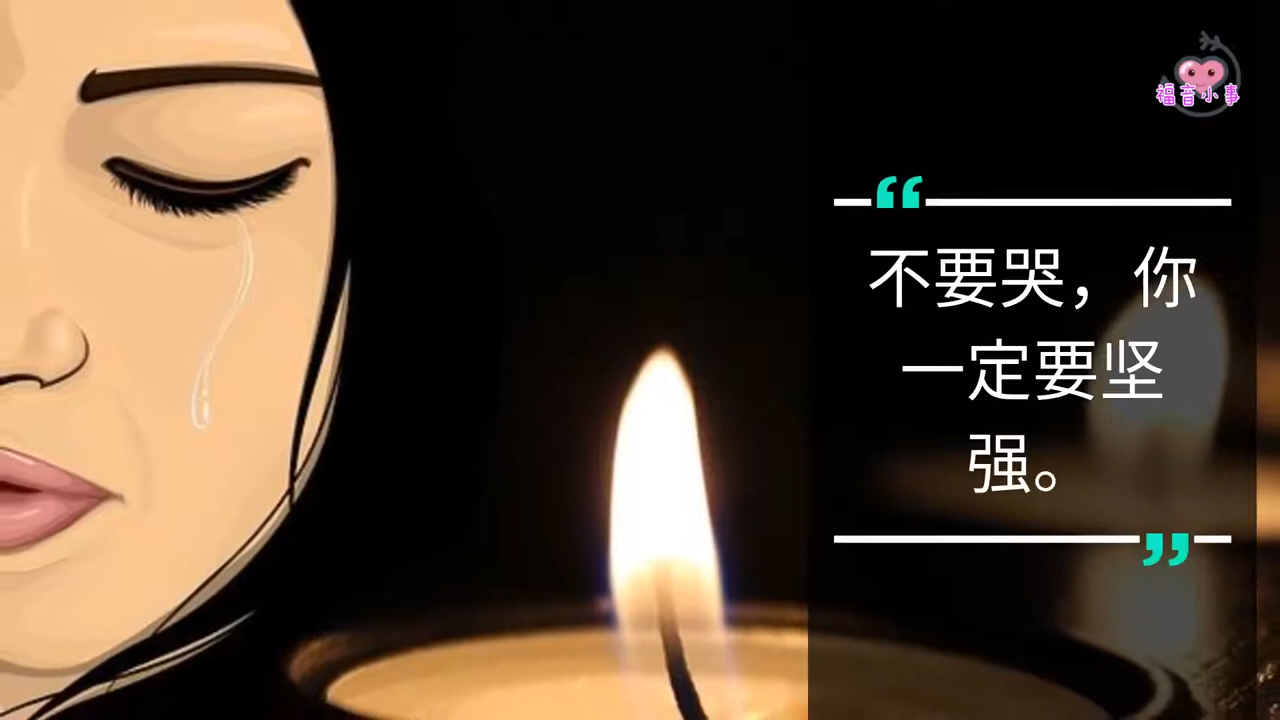 福音小事
不要哭，你
一定要坚
强。